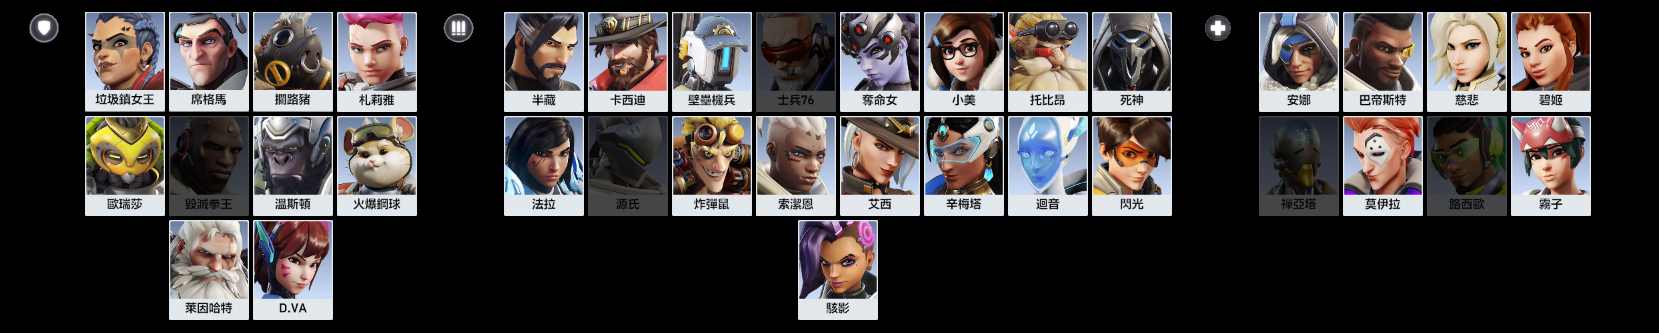 垃圾鎮女王 席格馬 攔路豬 札莉雅
歐瑞莎 毀滅拳王 溫斯頓 火爆鋼球
萊因哈特 D.VA
半藏 卡西迪 壁壘機兵 士兵76 奪命女 小美 托比昂 死神
法拉 源氏 炸彈鼠 索潔恩 艾西 辛梅塔 迴音 閃光
駭影
安娜 巴帝斯特 慈悲 碧姬
禪亞塔 莫伊拉 路西歐 霧子